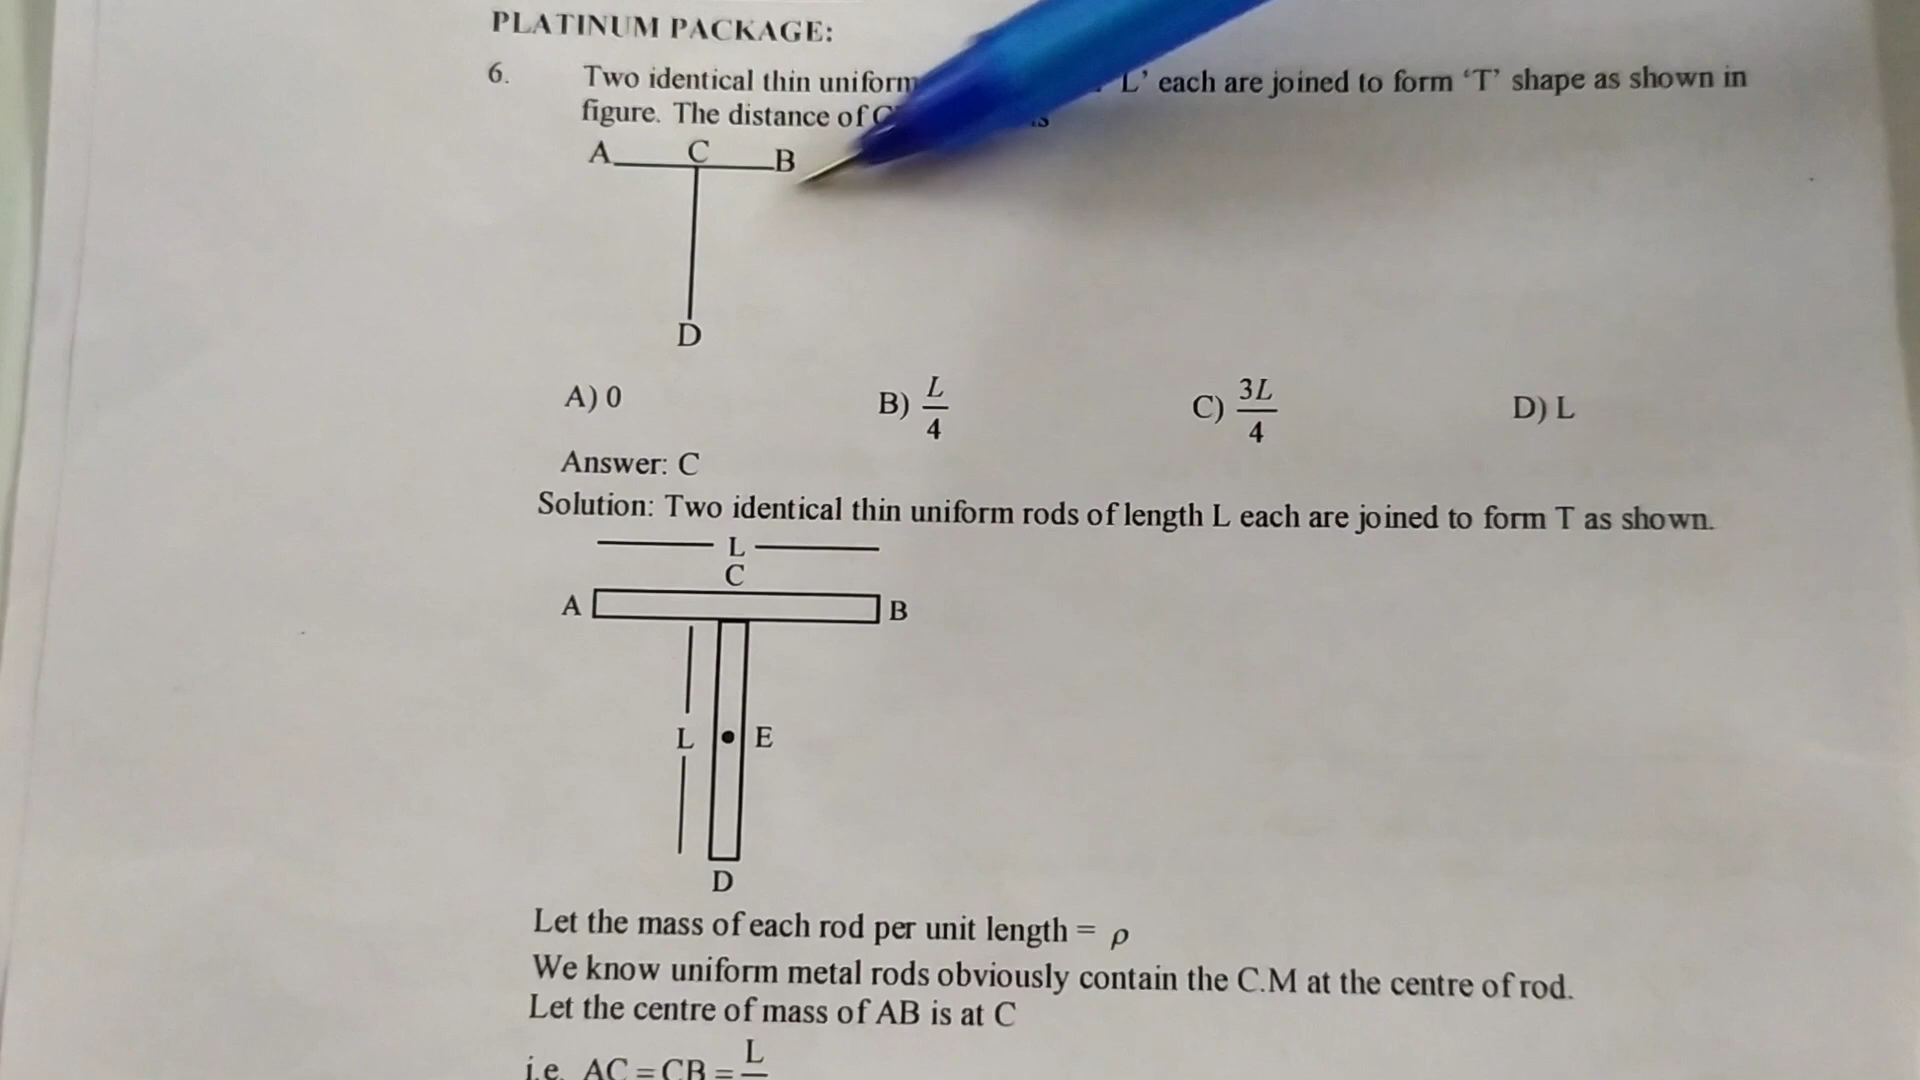 PLATINUM PACKAGE:
6. Two identical thin uniform L’ each are joined to form ‘T’ shape as shown in
figure. The distance of
A C B
D
A) 0 B) L/4 C) 3L/4 D) L
Answer: C
Solution: Two identical thin uniform rods of length L each are joined to form T as shown.
L
C
A B
L E
D
Let the mass of each rod per unit length = ρ
We know uniform metal rods obviously contain the C.M at the centre of rod.
Let the centre of mass of AB is at C
i.e. AC = CB = L